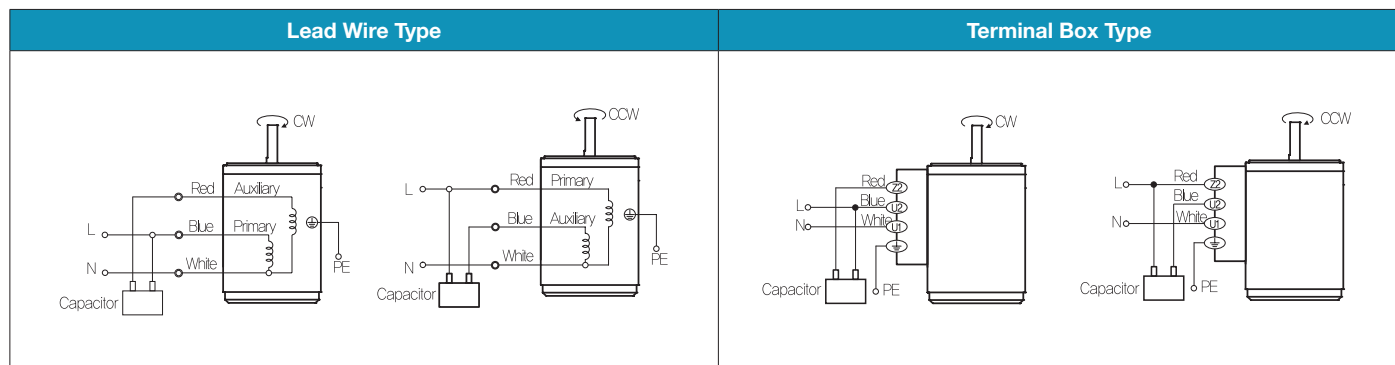 Lead Wire Type
Terminal Box Type
CW
Red Auxiliary
L Blue Primary
N White
PE
Capacitor
CCW
L Red Primary
Blue Auxiliary
N White
PE
Capacitor
CW
Red Z2
L Blue U2
N White U1
Capacitor PE
CCW
L Red Z2
Blue U2
N White U1
Capacitor PE